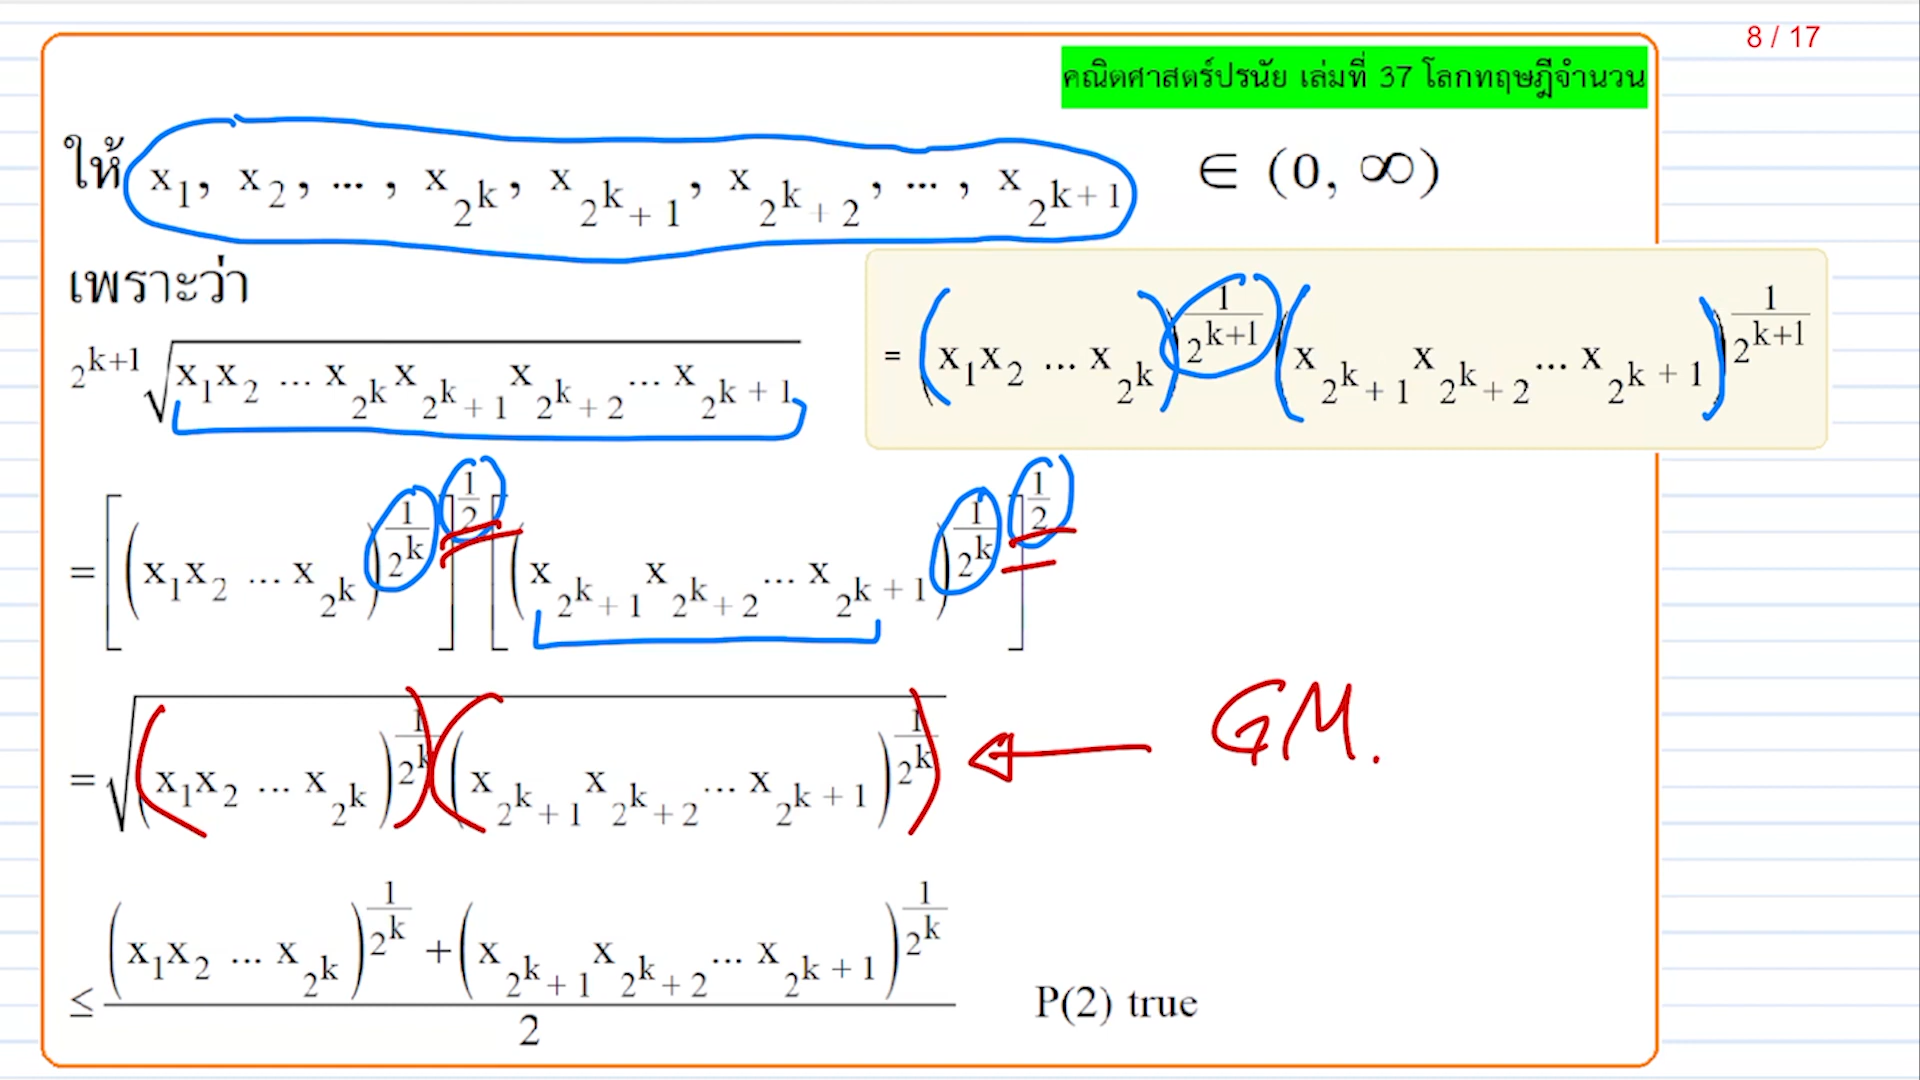 8 / 17
คณิตศาสตร์ปรนัย เล่มที่ 37 โลกทฤษฎีจำนวน
ให้ x₁, x₂, ... , x_{2^k}, x_{2^k + 1}, x_{2^k + 2}, ... , x_{2^{k + 1}} ∈ (0, ∞)
เพราะว่า
^{2^{k+1}}√(x₁x₂ ... x_{2^k} x_{2^k + 1} x_{2^k + 2} ... x_{2^{k + 1}})
= (x₁x₂ ... x_{2^k})^{1/2^{k+1}} (x_{2^k + 1} x_{2^k + 2} ... x_{2^{k + 1}})^{1/2^{k+1}}
= [(x₁x₂ ... x_{2^k})^{1/2^k}]^{1/2} [(x_{2^k + 1} x_{2^k + 2} ... x_{2^{k + 1}})^{1/2^k}]^{1/2}
= √((x₁x₂ ... x_{2^k})^{1/2^k} (x_{2^k + 1} x_{2^k + 2} ... x_{2^{k + 1}})^{1/2^k}) ← GM.
≤ ((x₁x₂ ... x_{2^k})^{1/2^k} + (x_{2^k + 1} x_{2^k + 2} ... x_{2^{k + 1}})^{1/2^k}) / 2 P(2) true